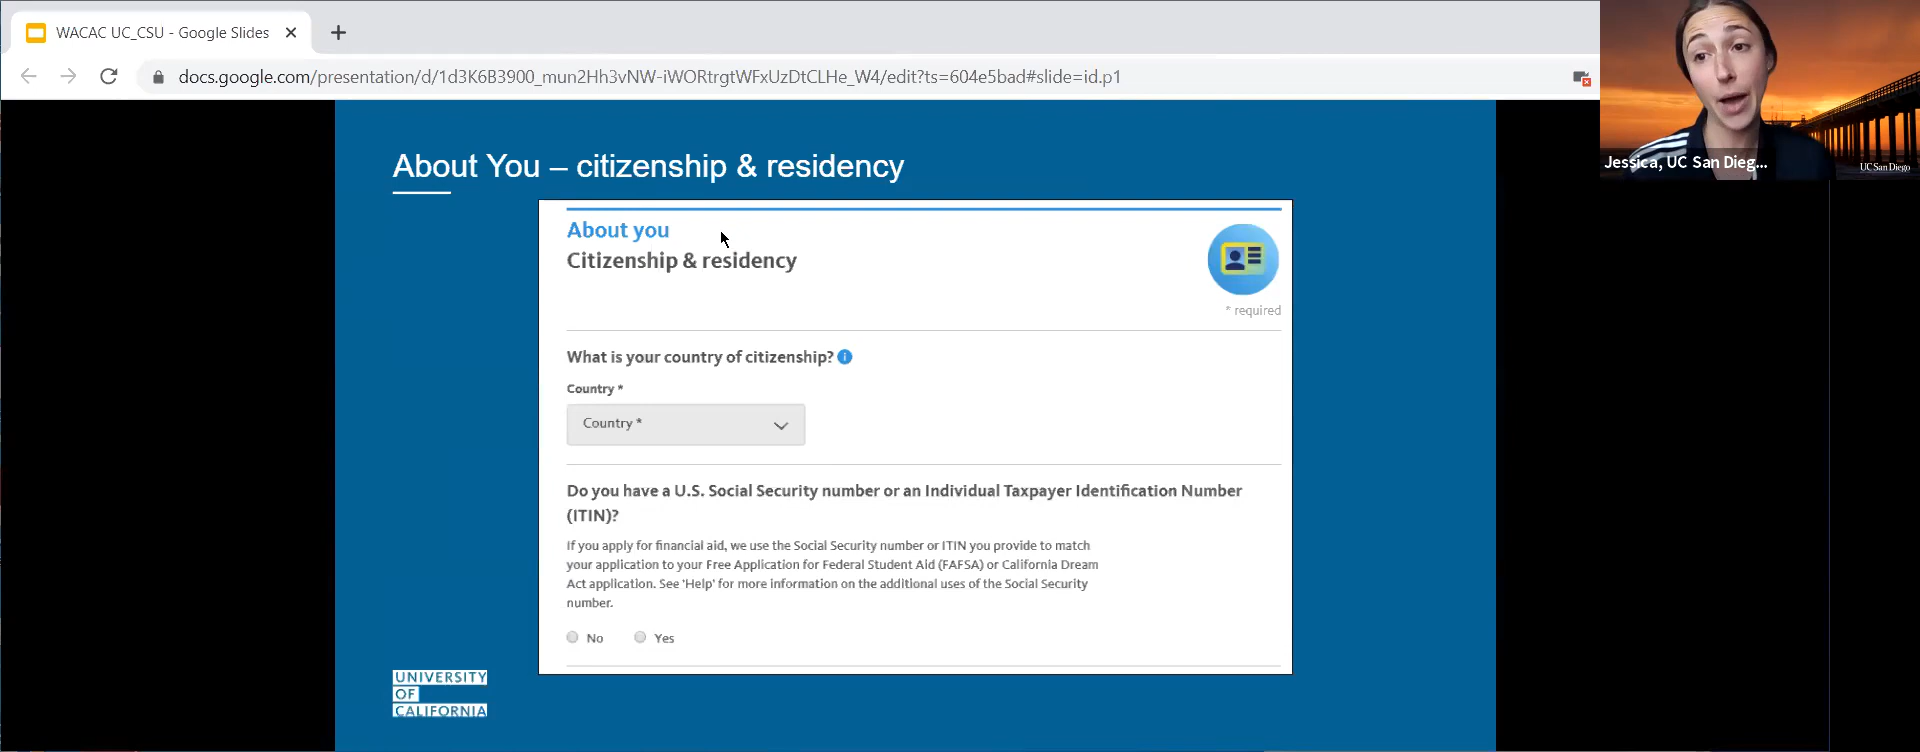 WACAC UC_CSU - Google Slides
docs.google.com/presentation/d/1d3K6B3900_mun2Hh3vNW-iWORtrgtWFxUzDtCLHe_W4/edit?ts=604e5bad#slide=id.p1
Jessica, UC San Dieg...
UC San Diego
About You – citizenship & residency
About you
Citizenship & residency
* required
What is your country of citizenship? i
Country *
Country *
Do you have a U.S. Social Security number or an Individual Taxpayer Identification Number
(ITIN)?
If you apply for financial aid, we use the Social Security number or ITIN you provide to match
your application to your Free Application for Federal Student Aid (FAFSA) or California Dream
Act application. See 'Help' for more information on the additional uses of the Social Security
number.
No Yes
UNIVERSITY
OF
CALIFORNIA